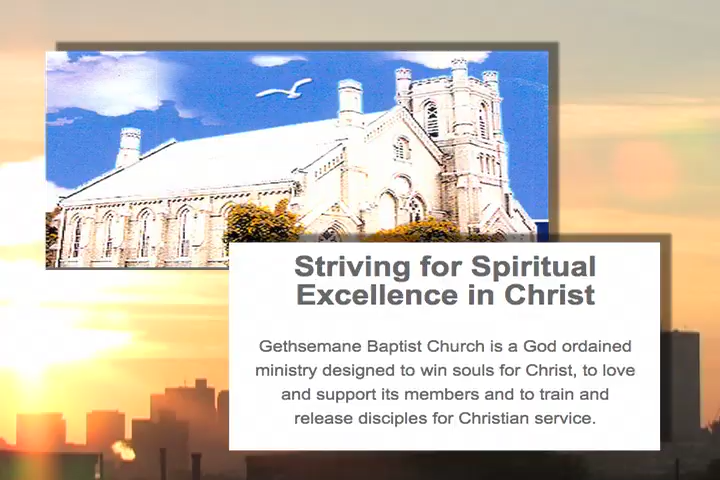 Striving for Spiritual
Excellence in Christ
Gethsemane Baptist Church is a God ordained
ministry designed to win souls for Christ, to love
and support its members and to train and
release disciples for Christian service.